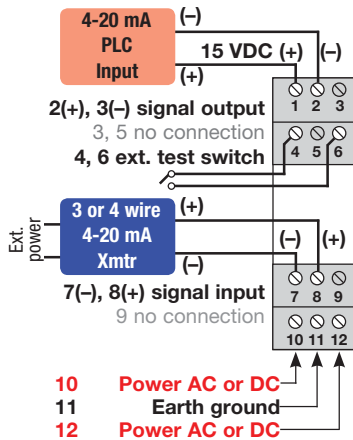 4-20 mA
PLC
Input
(–)
15 VDC (+) (–)
(+)
1 2 3
2(+), 3(–) signal output
3, 5 no connection
4, 6 ext. test switch
4 5 6
Ext. power
3 or 4 wire
4-20 mA
Xmtr
(+)
(–)
(–) (+)
7(–), 8(+) signal input
9 no connection
7 8 9
10 11 12
10 Power AC or DC
11 Earth ground
12 Power AC or DC